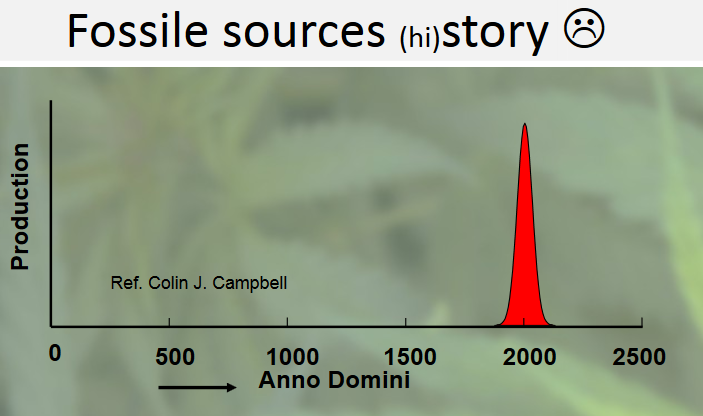 Fossile sources (hi)story ☹
Production
Ref. Colin J. Campbell
0 500 1000 1500 2000 2500
Anno Domini